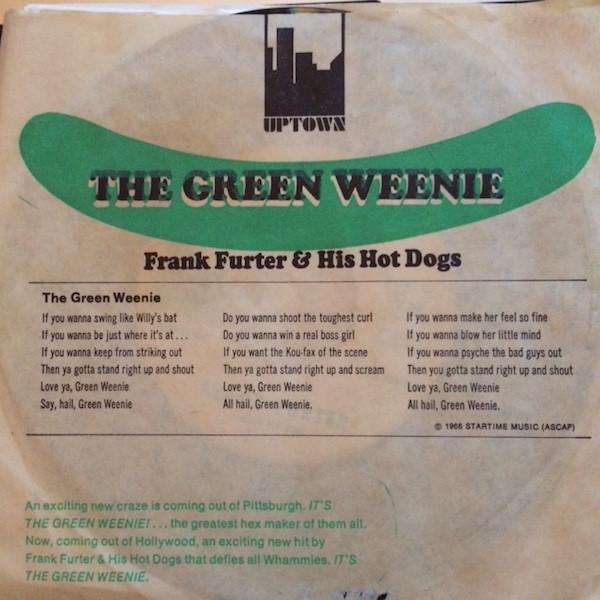 UPTOWN
THE GREEN WEENIE
Frank Furter & His Hot Dogs
The Green Weenie
If you wanna swing like Willy's bat
If you wanna be just where it's at...
If you wanna keep from striking out
Then ya gotta stand right up and shout
Love ya, Green Weenie
Say, hail, Green Weenie
Do you wanna shoot the toughest curl
Do you wanna win a real boss girl
If you want the Kou-fax of the scene
Then ya gotta stand right up and scream
Love ya, Green Weenie
All hail, Green Weenie.
If you wanna make her feel so fine
If you wanna blow her little mind
If you wanna psyche the bad guys out
Then you gotta stand right up and shout
Love ya, Green Weenie
All hail, Green Weenie.
© 1966 STARTIME MUSIC (ASCAP)
An exciting new craze is coming out of Pittsburgh. IT'S
THE GREEN WEENIE!... the greatest hex maker of them all.
Now, coming out of Hollywood, an exciting new hit by
Frank Furter & His Hot Dogs that defies all Whammies. IT'S
THE GREEN WEENIE.